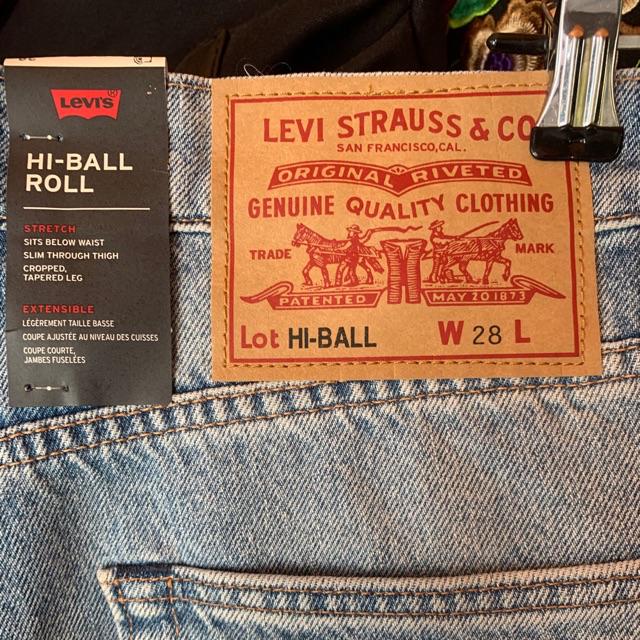 LEVI'S®
HI-BALL
ROLL
STRETCH
SITS BELOW WAIST
SLIM THROUGH THIGH
CROPPED,
TAPERED LEG
EXTENSIBLE
LÉGÈREMENT TAILLE BASSE
COUPE AJUSTÉE AU NIVEAU DES CUISSES
COUPE COURTE,
JAMBES FUSELÉES
LEVI STRAUSS & CO
SAN FRANCISCO, CAL.
ORIGINAL RIVETED
GENUINE QUALITY CLOTHING
TRADE MARK
PATENTED MAY 20 1873
Lot HI-BALL W 28 L